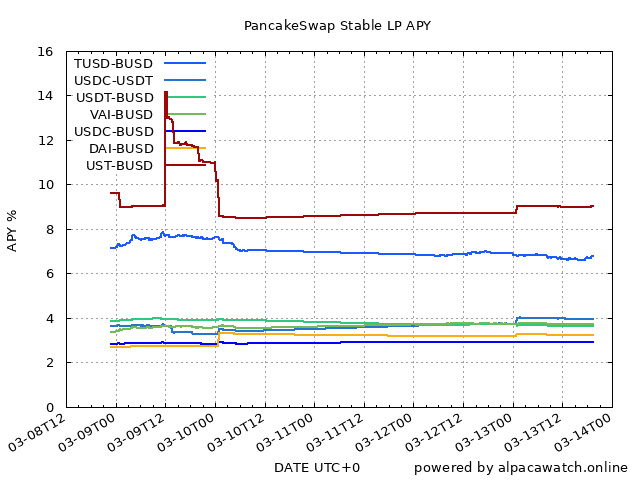 PancakeSwap Stable LP APY
16
14
12
10
8
6
4
2
0
APY %
TUSD-BUSD
USDC-USDT
USDT-BUSD
VAI-BUSD
USDC-BUSD
DAI-BUSD
UST-BUSD
03-08T12
03-09T00
03-09T12
03-10T00
03-10T12
03-11T00
03-11T12
03-12T00
03-12T12
03-13T00
03-13T12
03-14T00
DATE UTC+0
powered by alpacawatch.online